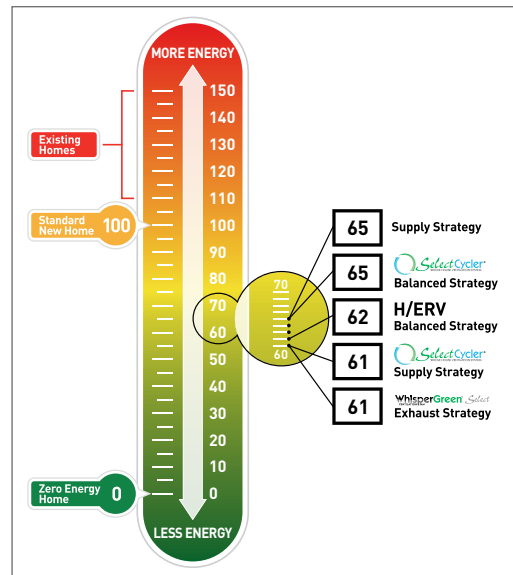 MORE ENERGY
150
140
130
120
110
100
90
80
70
60
50
40
30
20
10
0
LESS ENERGY
Existing
Homes
Standard
New Home
100
Zero Energy
Home
0
70
60
65
Supply Strategy
65
SelectCycler
Balanced Strategy
62
H/ERV
Balanced Strategy
61
SelectCycler
Supply Strategy
61
WhisperGreen Select
Exhaust Strategy